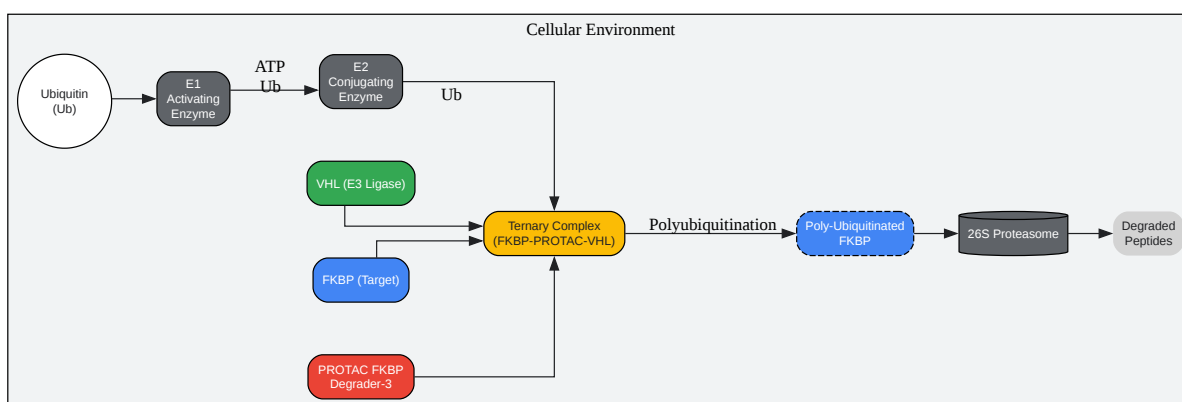 Cellular Environment
Ubiquitin
(Ub)
E1
Activating
Enzyme
ATP
Ub
E2
Conjugating
Enzyme
Ub
VHL (E3 Ligase)
FKBP (Target)
PROTAC FKBP
Degrader-3
Ternary Complex
(FKBP-PROTAC-VHL)
Polyubiquitination
Poly-Ubiquitinated
FKBP
26S Proteasome
Degraded
Peptides